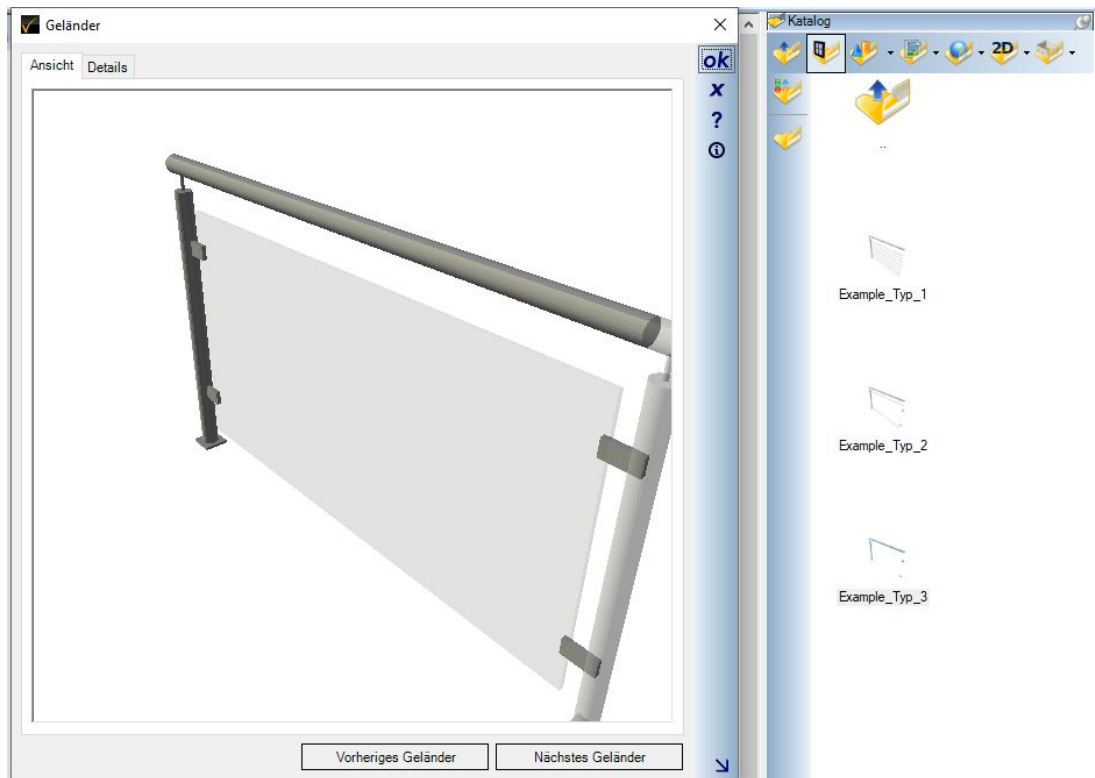 Geländer
Ansicht
Details
ok
x
?
Vorheriges Geländer
Nächstes Geländer
Katalog
2D
..
Example_Typ_1
Example_Typ_2
Example_Typ_3